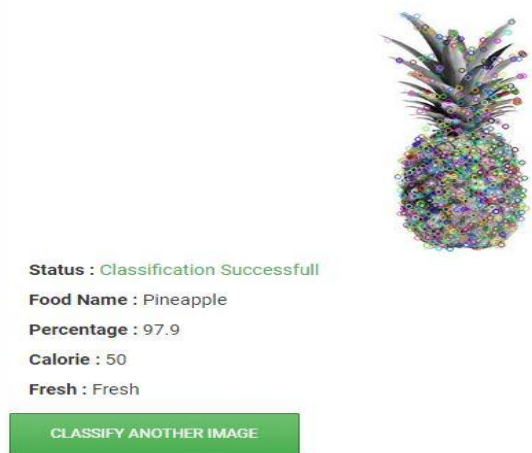 Status : Classification Successfull
Food Name : Pineapple
Percentage : 97.9
Calorie : 50
Fresh : Fresh
CLASSIFY ANOTHER IMAGE